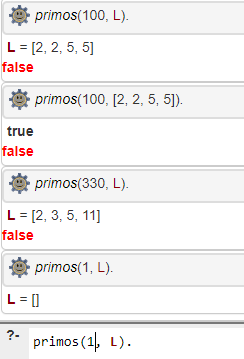 primos(100, L).
L = [2, 2, 5, 5]
false
primos(100, [2, 2, 5, 5]).
true
false
primos(330, L).
L = [2, 3, 5, 11]
false
primos(1, L).
L = []
?- primos(1, L).